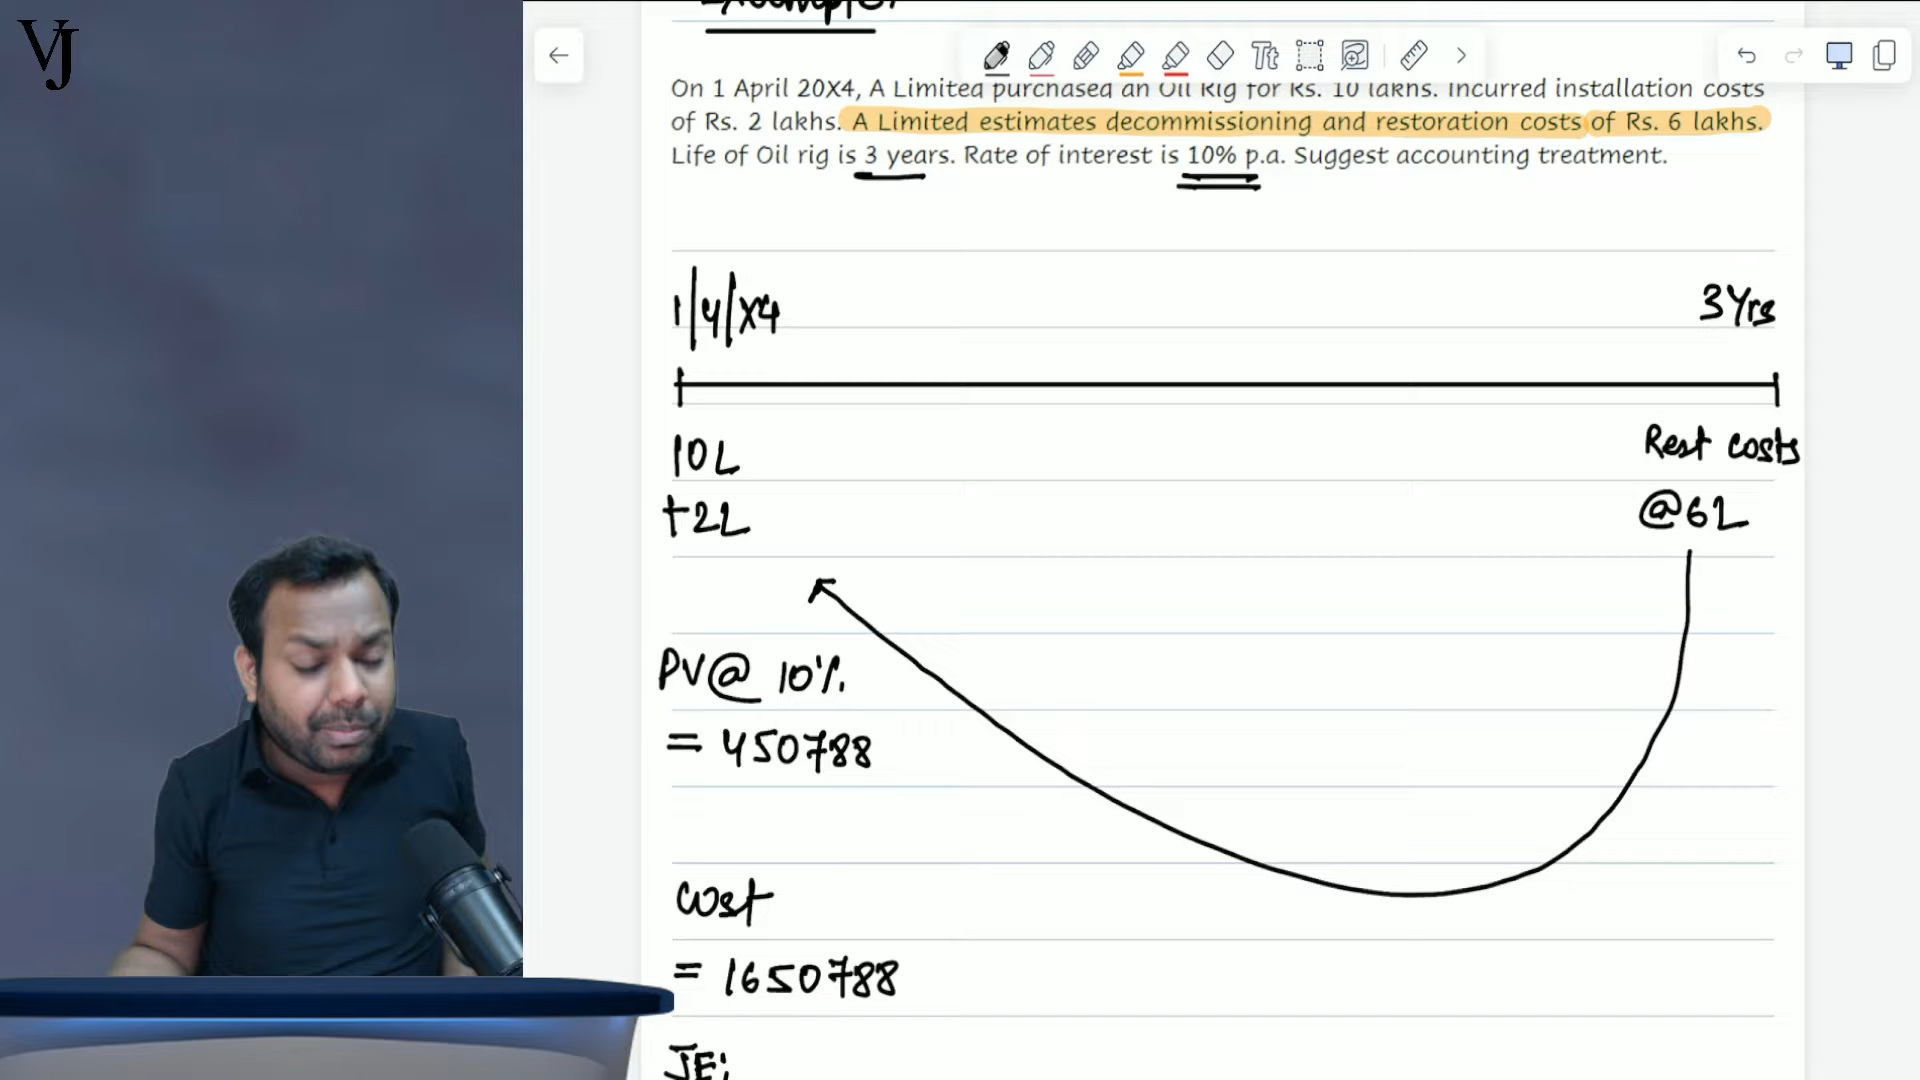 VJ
Example:
Tt
On 1 April 20X4, A Limited purchased an Oil Rig for Rs. 10 lakhs. Incurred installation costs
of Rs. 2 lakhs. A Limited estimates decommissioning and restoration costs of Rs. 6 lakhs.
Life of Oil rig is 3 years. Rate of interest is 10% p.a. Suggest accounting treatment.
1/4/X4
3Yrs
10L
Rest costs
+2L
@6L
PV@ 10%
= 450788
Cost
= 1650788
JE: